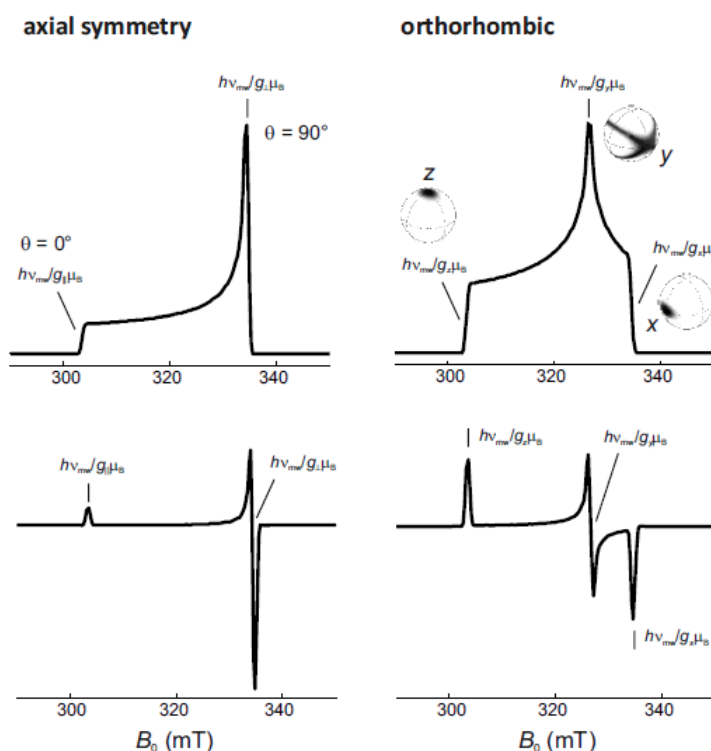 axial symmetry
orthorhombic
hν_mw/g_⊥μ_B
θ = 90°
θ = 0°
hν_mw/g_||μ_B
300 320 340
hν_mw/g_yμ_B
y
z
hν_mw/g_zμ_B
hν_mw/g_xμ_B
x
300 320 340
hν_mw/g_||μ_B
hν_mw/g_⊥μ_B
300 320 340
B_0 (mT)
hν_mw/g_zμ_B
hν_mw/g_yμ_B
hν_mw/g_xμ_B
300 320 340
B_0 (mT)